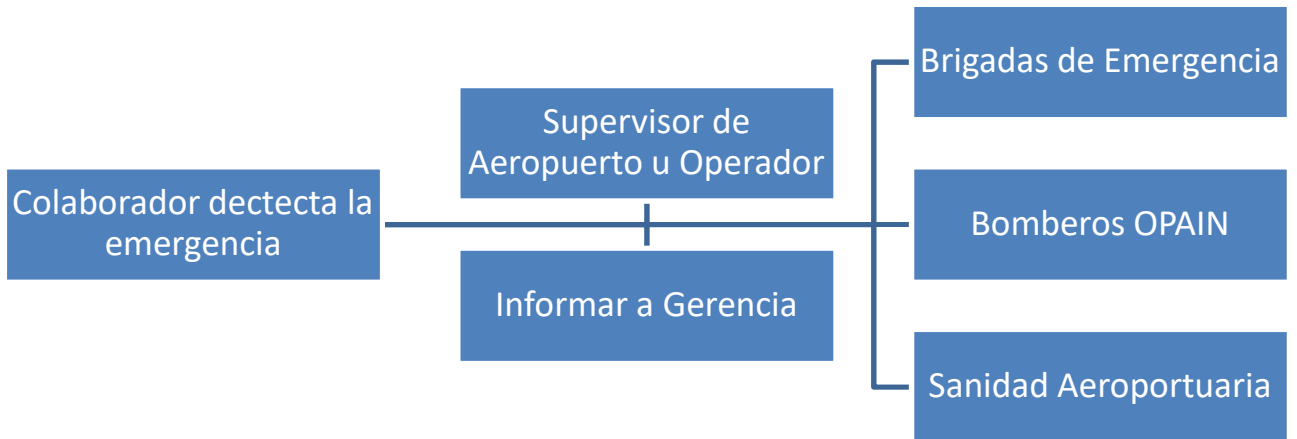 Colaborador dectecta la
emergencia
Supervisor de
Aeropuerto u Operador
Informar a Gerencia
Brigadas de Emergencia
Bomberos OPAIN
Sanidad Aeroportuaria